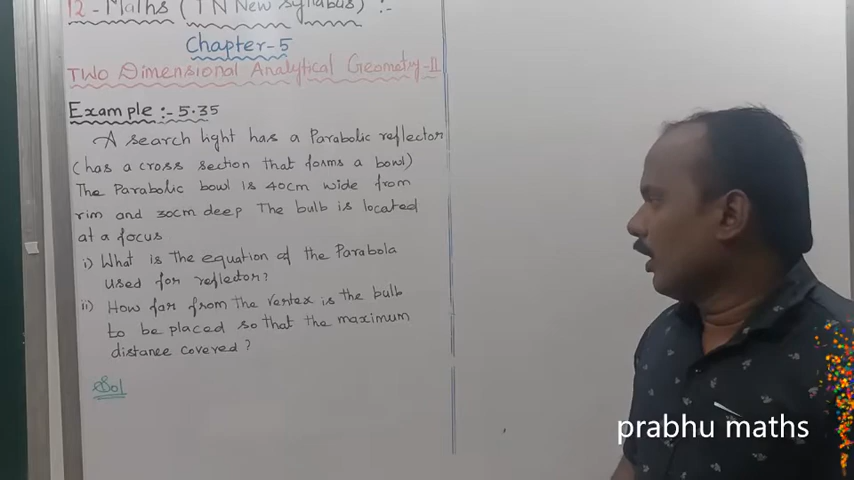 12 - Maths (TN New Syllabus) :-
Chapter-5
TWO Dimensional Analytical Geometry-II
Example :- 5.35
A search light has a Parabolic reflector
(has a cross section that forms a bowl)
The Parabolic bowl is 40cm wide from
rim and 30cm deep The bulb is located
at a focus
i) What is the equation of the Parabola
used for reflector?
ii) How far from the vertex is the bulb
to be placed so that the maximum
distance covered?
Sol
prabhu maths